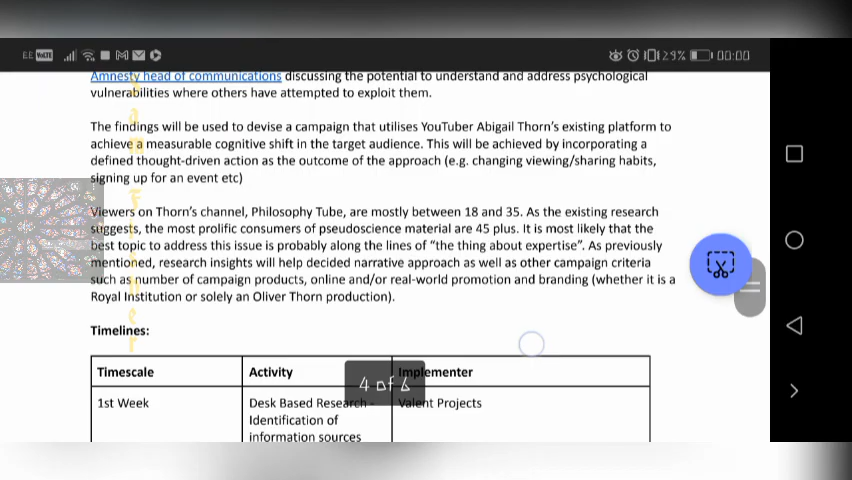 EE VoLTE 29% 00:00
Amnesty head of communications discussing the potential to understand and address psychological
vulnerabilities where others have attempted to exploit them.
The findings will be used to devise a campaign that utilises YouTuber Abigail Thorn's existing platform to
achieve a measurable cognitive shift in the target audience. This will be achieved by incorporating a
defined thought-driven action as the outcome of the approach (e.g. changing viewing/sharing habits,
signing up for an event etc)
Viewers on Thorn's channel, Philosophy Tube, are mostly between 18 and 35. As the existing research
suggests, the most prolific consumers of pseudoscience material are 45 plus. It is most likely that the
best topic to address this issue is probably along the lines of "the thing about expertise". As previously
mentioned, research insights will help decided narrative approach as well as other campaign criteria
such as number of campaign products, online and/or real-world promotion and branding (whether it is a
Royal Institution or solely an Oliver Thorn production).
Timelines:
Timescale Activity Implementer
4 of 6
1st Week Desk Based Research - Valent Projects
Identification of
information sources